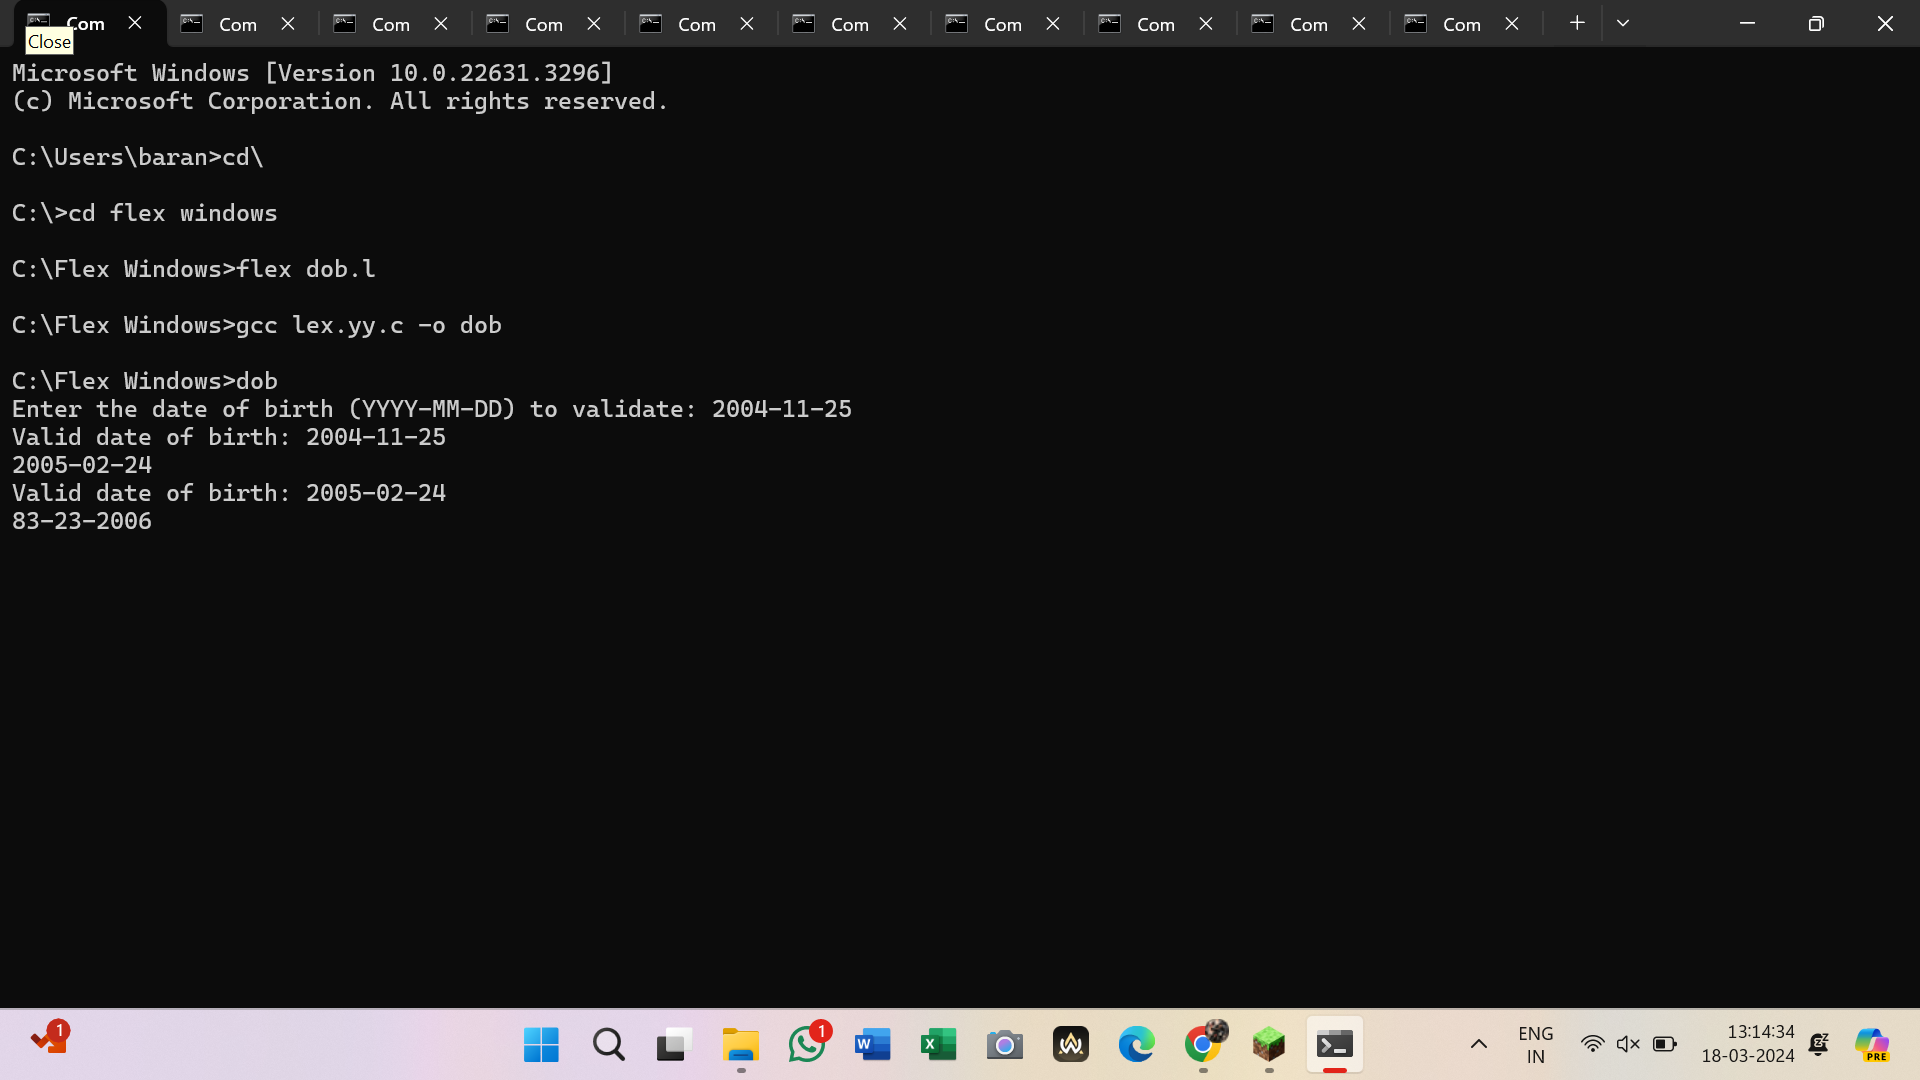 Com Com Com Com Com Com Com Com Com Com
Close
Microsoft Windows [Version 10.0.22631.3296]
(c) Microsoft Corporation. All rights reserved.
C:\Users\baran>cd\
C:\>cd flex windows
C:\Flex Windows>flex dob.l
C:\Flex Windows>gcc lex.yy.c -o dob
C:\Flex Windows>dob
Enter the date of birth (YYYY-MM-DD) to validate: 2004-11-25
Valid date of birth: 2004-11-25
2005-02-24
Valid date of birth: 2005-02-24
83-23-2006
1
1
W
X
ENG
IN
13:14:34
18-03-2024
PRE